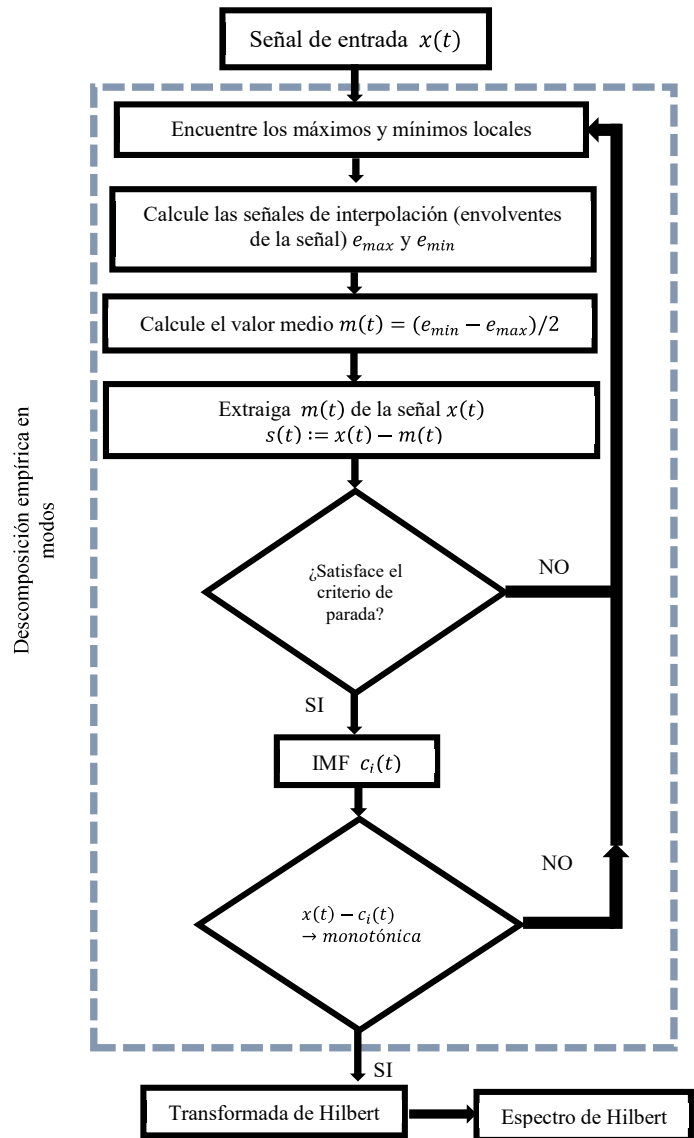 Señal de entrada x(t)
Encuentre los máximos y mínimos locales
Calcule las señales de interpolación (envolventes
de la señal) e_max y e_min
Calcule el valor medio m(t) = (e_min − e_max)/2
Extraiga m(t) de la señal x(t)
s(t) := x(t) − m(t)
Descomposición empírica en
modos
¿Satisface el
criterio de
parada?
NO
SI
IMF c_i(t)
x(t) − c_i(t)
→ monotónica
NO
SI
Transformada de Hilbert
Espectro de Hilbert